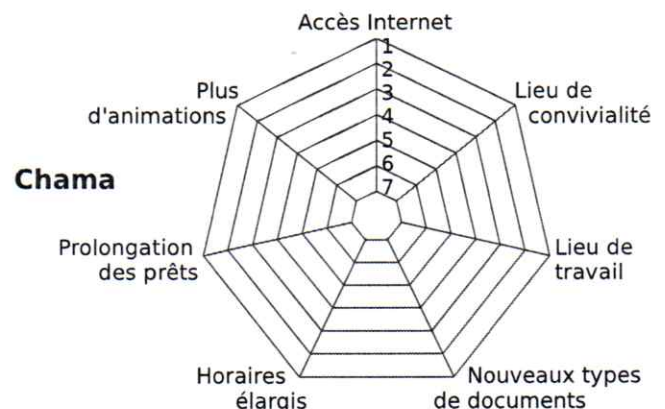 Accès Internet
1
2
3
4
5
6
7
Plus
d'animations
Lieu de
convivialité
Chama
Prolongation
des prêts
Lieu de
travail
Horaires
élargis
Nouveaux types
de documents